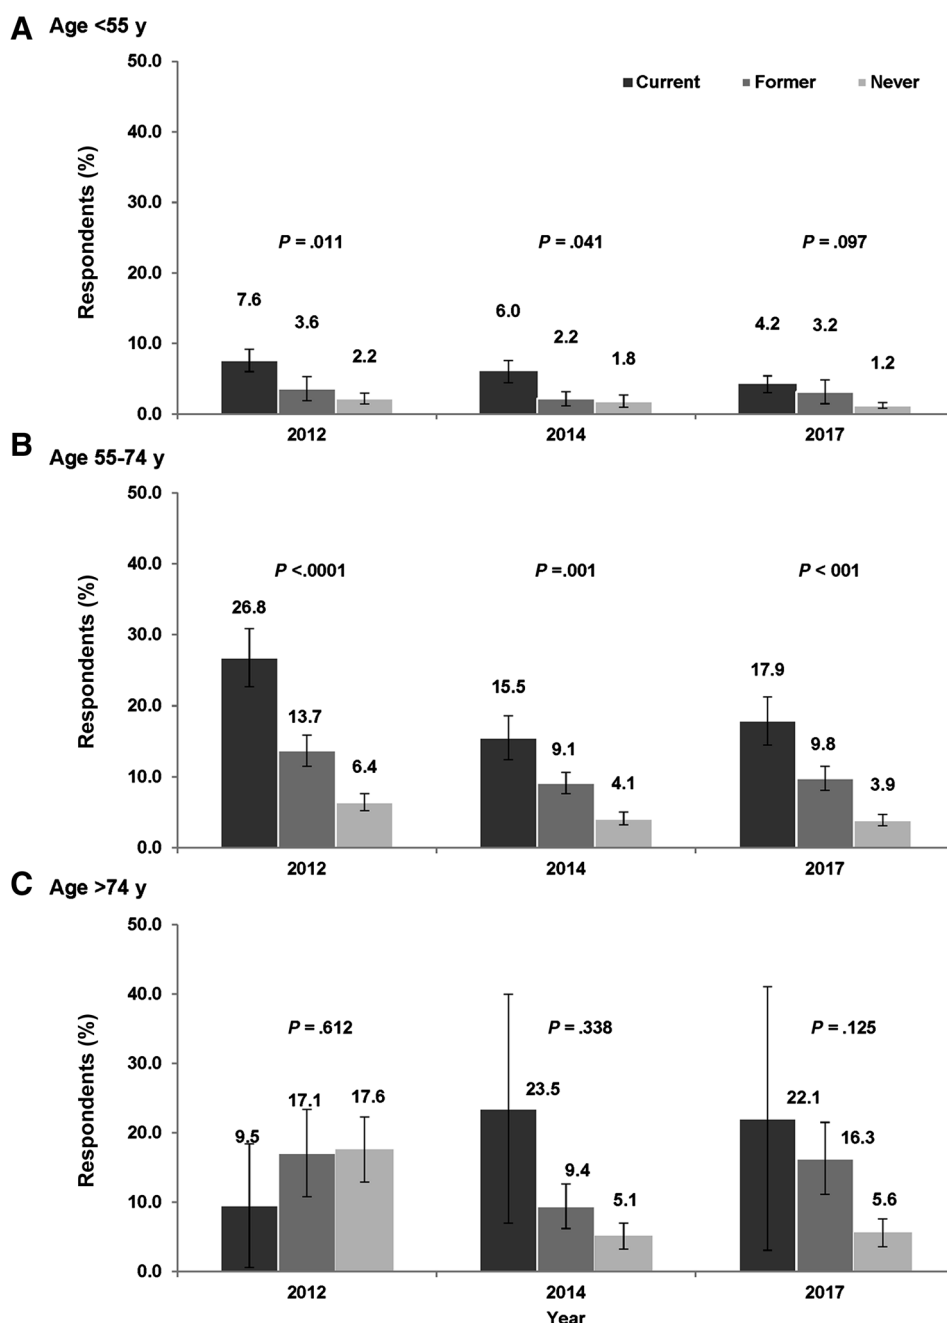 A Age <55 y
50.0
Current Former Never
40.0
30.0
P = .011 P = .041 P = .097
20.0
7.6 3.6 2.2 6.0 2.2 1.8 4.2 3.2 1.2
10.0
0.0
Respondents (%)
2012 2014 2017
B Age 55-74 y
50.0
40.0
P <.0001 P =.001 P < 001
30.0
26.8 13.7 6.4 15.5 9.1 4.1 17.9 9.8 3.9
20.0
10.0
0.0
Respondents (%)
2012 2014 2017
C Age >74 y
50.0
40.0
P = .612 P = .338 P = .125
30.0
9.5 17.1 17.6 23.5 9.4 5.1 22.1 16.3 5.6
20.0
10.0
0.0
Respondents (%)
2012 2014 2017
Year